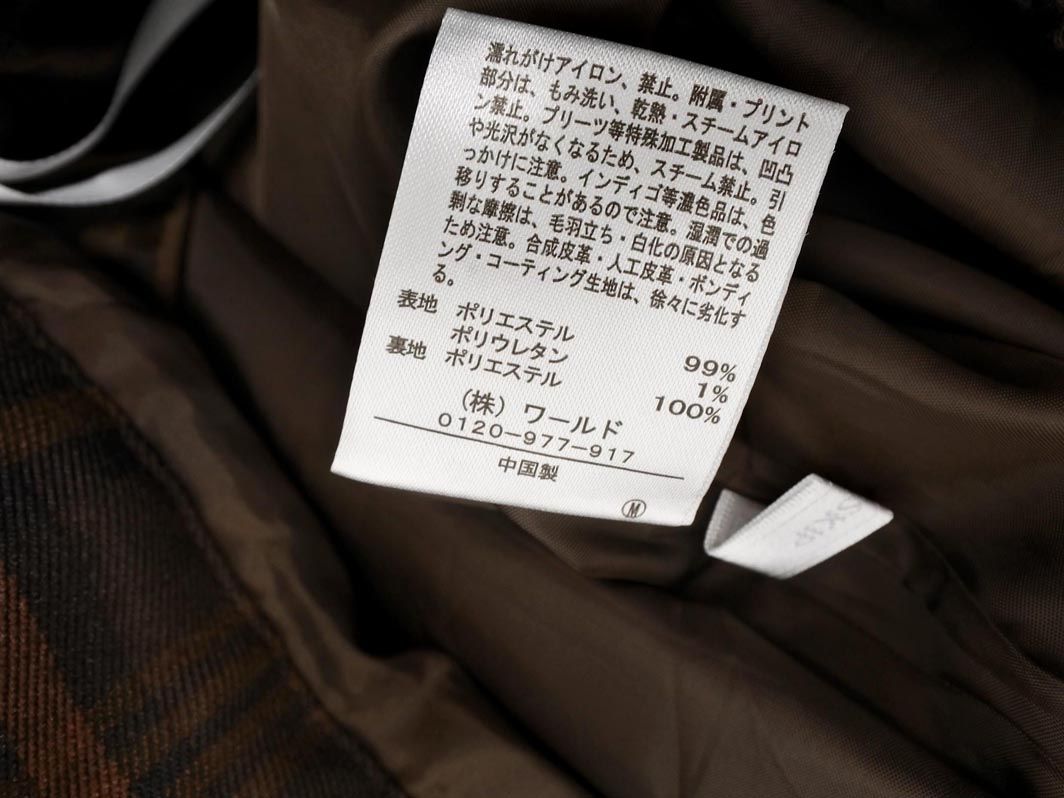 濡れがけアイロン、禁止。附属・プリント
部分は、もみ洗い、乾熱・スチームアイロ
ン禁止。プリーツ等特殊加工製品は、凹凸
や光沢がなくなるため、スチーム禁止。引
っかけに注意。インディゴ等濃色品は、色
移りすることがあるので注意。湿潤での過
剰な摩擦は、毛羽立ち・白化の原因となる
ため注意。合成皮革・人工皮革・ボンディ
ング・コーティング生地は、徐々に劣化す
る。
表地 ポリエステル 99%
ポリウレタン 1%
裏地 ポリエステル 100%
(株) ワールド
0120-977-917
中国製
M